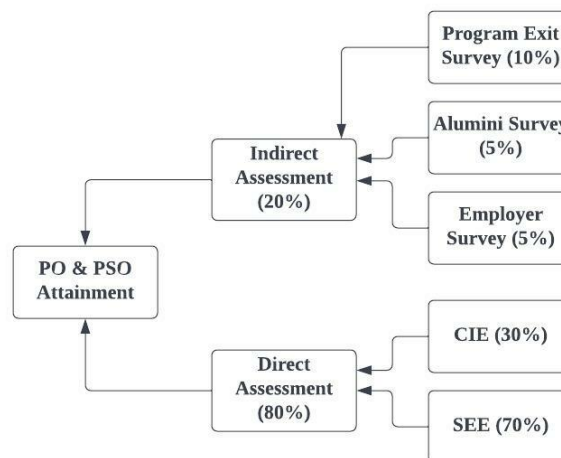 Program Exit
Survey (10%)
Alumini Survey
(5%)
Indirect
Assessment
(20%)
Employer
Survey (5%)
PO & PSO
Attainment
CIE (30%)
Direct
Assessment
(80%)
SEE (70%)